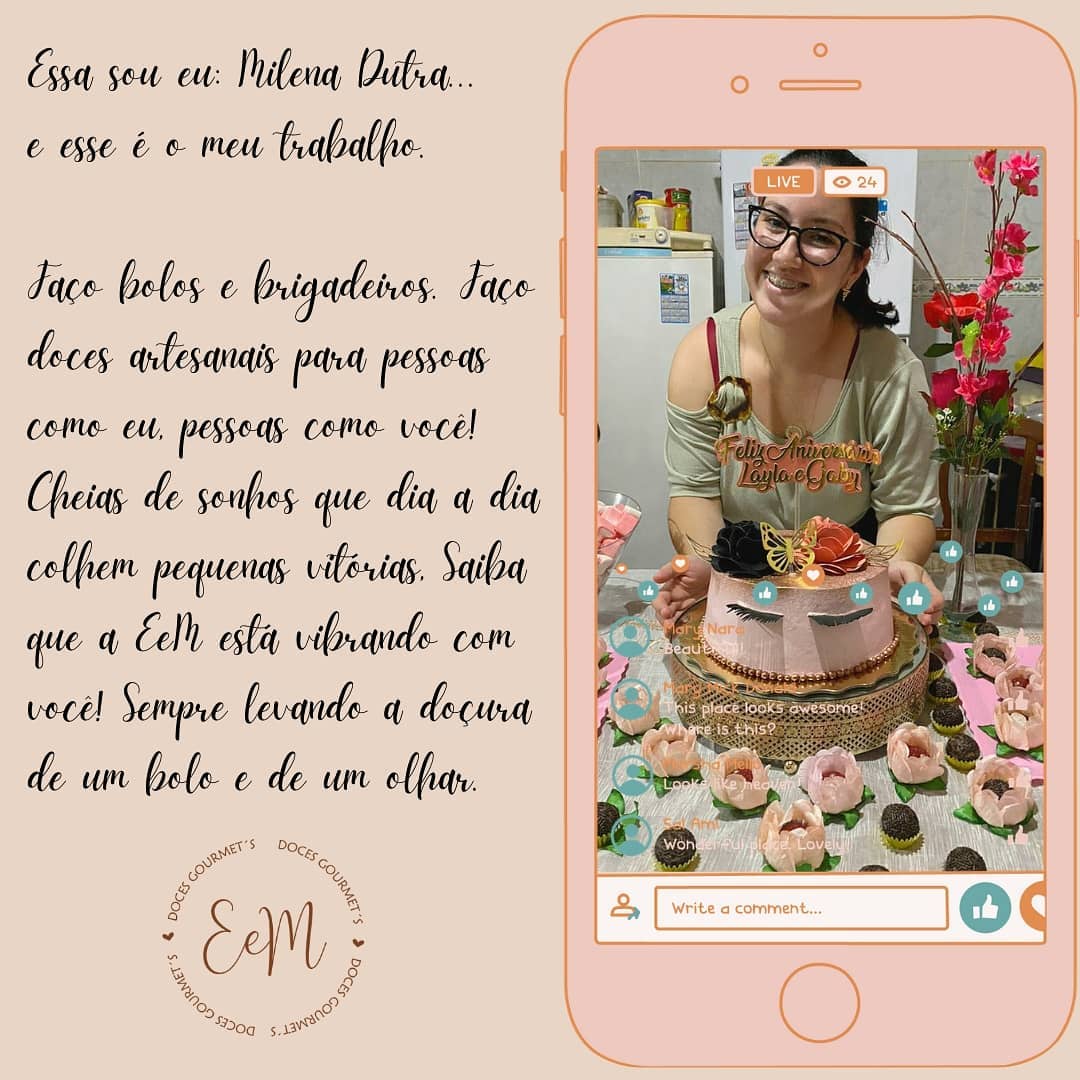 Essa sou eu: Milena Dutra...
e esse é o meu trabalho.
Faço bolos e brigadeiros. Faço
doces artesanais para pessoas
como eu, pessoas como você!
Cheias de sonhos que dia a dia
colhem pequenas vitórias. Saiba
que a EeM está vibrando com
você! Sempre levando a doçura
de um bolo e de um olhar.
DOCES GOURMET´S DOCES GOURMET´S DOCES GOURMET´S DOCES GOURMET´S
EeM
LIVE 24
Feliz Aniversário
Layla e Gaby
Mary Nara
Beautiful!
This place looks awesome!
where is this?
Looks like heaven!
Sal Ami
Wonderful place. Lovely!
Write a comment...